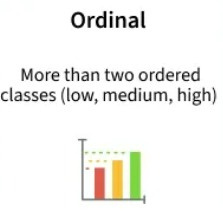 Ordinal
More than two ordered
classes (low, medium, high)